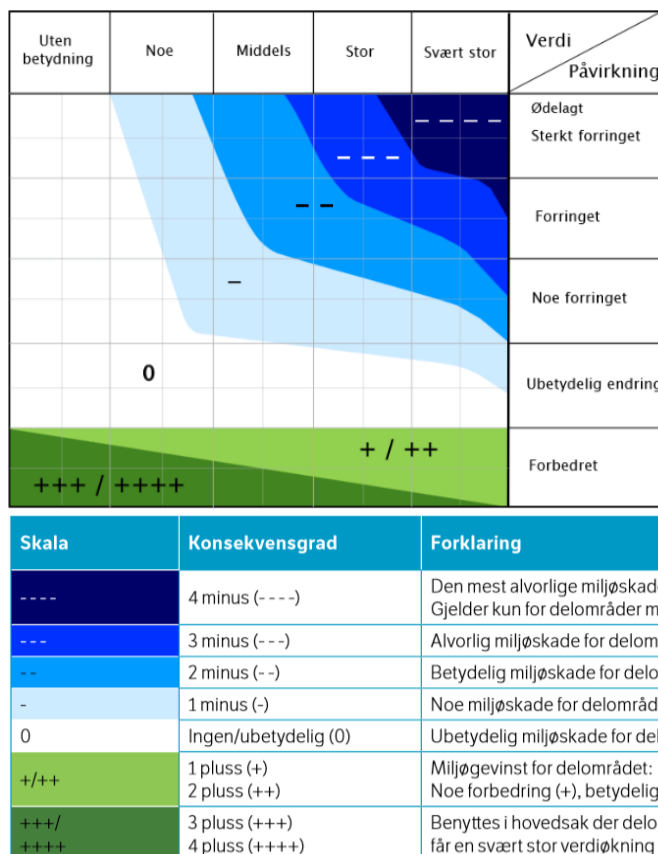 Uten betydning
Noe
Middels
Stor
Svært stor
Verdi
Påvirkning
Ødelagt
Sterkt forringet
- - - -
- - -
Forringet
- -
Noe forringet
-
Ubetydelig endring
0
Forbedret
+ / ++
+++ / ++++
Skala Konsekvensgrad Forklaring
- - - - 4 minus (- - - -) Den mest alvorlige miljøskade
Gjelder kun for delområder m
- - - 3 minus (- - -) Alvorlig miljøskade for delom
- - 2 minus (- -) Betydelig miljøskade for delo
- 1 minus (-) Noe miljøskade for delområd
0 Ingen/ubetydelig (0) Ubetydelig miljøskade for del
+/++ 1 pluss (+) Miljøgevinst for delområdet:
2 pluss (++) Noe forbedring (+), betydelig
+++/ 3 pluss (+++) Benyttes i hovedsak der delo
++++ 4 pluss (++++) får en svært stor verdiøkning